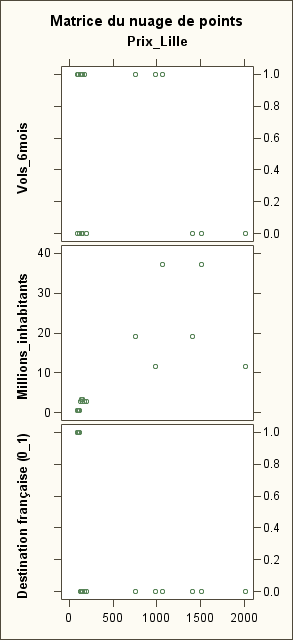 Matrice du nuage de points
Prix_Lille
Vols_6mois
1.0
0.8
0.6
0.4
0.2
0.0
Millions_inhabitants
40
30
20
10
0
Destination française (0_1)
1.0
0.8
0.6
0.4
0.2
0.0
0 500 1000 1500 2000